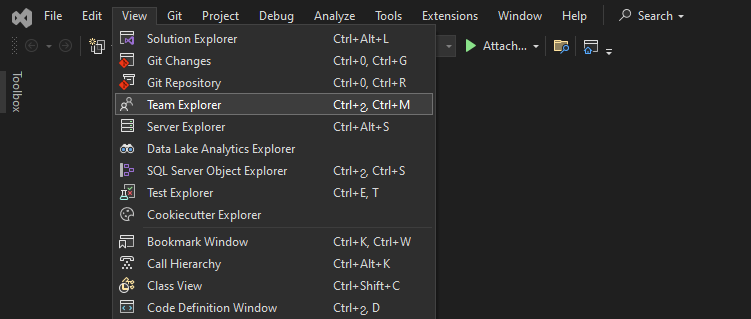 File Edit View Git Project Debug Analyze Tools Extensions Window Help Search
Solution Explorer Ctrl+Alt+L
Attach...
Git Changes Ctrl+0, Ctrl+G
Git Repository Ctrl+0, Ctrl+R
Toolbox
Team Explorer Ctrl+շ, Ctrl+M
Server Explorer Ctrl+Alt+S
Data Lake Analytics Explorer
SQL Server Object Explorer Ctrl+շ, Ctrl+S
Test Explorer Ctrl+E, T
Cookiecutter Explorer
Bookmark Window Ctrl+K, Ctrl+W
Call Hierarchy Ctrl+Alt+K
Class View Ctrl+Shift+C
Code Definition Window Ctrl+շ, D